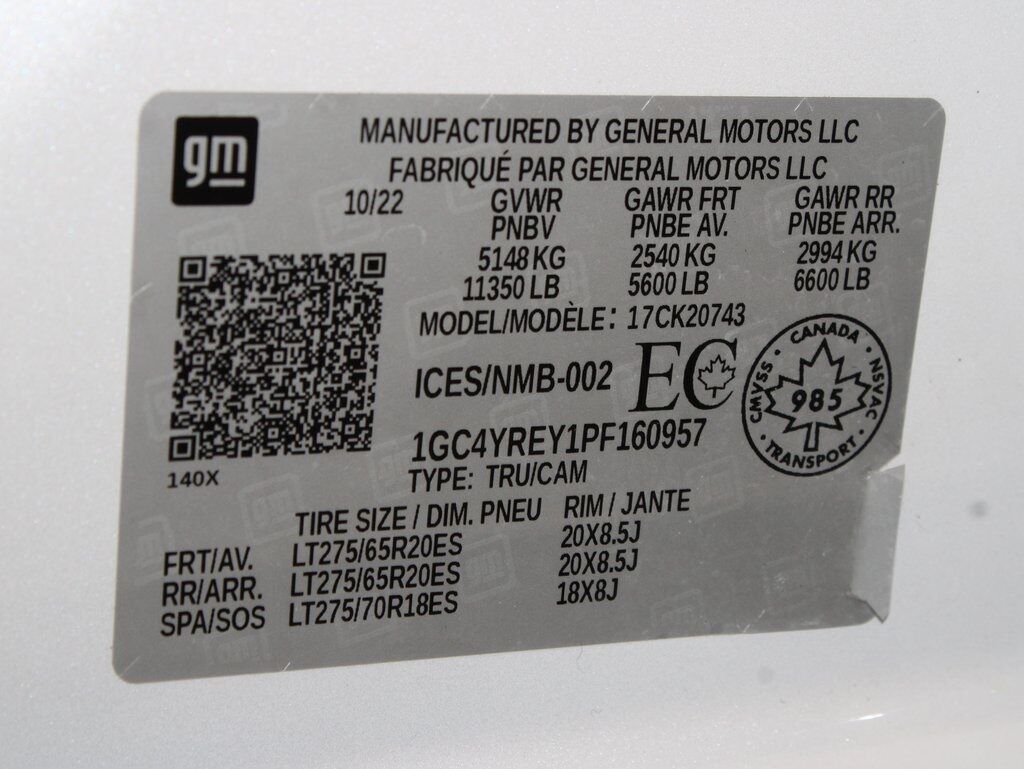 gm
MANUFACTURED BY GENERAL MOTORS LLC
FABRIQUÉ PAR GENERAL MOTORS LLC
10/22 GVWR GAWR FRT GAWR RR
PNBV PNBE AV. PNBE ARR.
5148 KG 2540 KG 2994 KG
11350 LB 5600 LB 6600 LB
MODEL/MODÈLE: 17CK20743
ICES/NMB-002 EC
CANADA
CMVSS 985 NSVAC
TRANSPORT
1GC4YREY1PF160957
140X TYPE: TRU/CAM
TIRE SIZE / DIM. PNEU RIM / JANTE
FRT/AV. LT275/65R20ES 20X8.5J
RR/ARR. LT275/65R20ES 20X8.5J
SPA/SOS LT275/70R18ES 18X8J